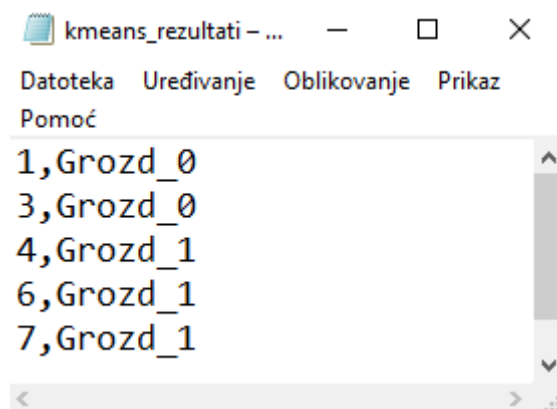 kmeans_rezultati – ...
Datoteka Uređivanje Oblikovanje Prikaz
Pomoć
1,Grozd_0
3,Grozd_0
4,Grozd_1
6,Grozd_1
7,Grozd_1